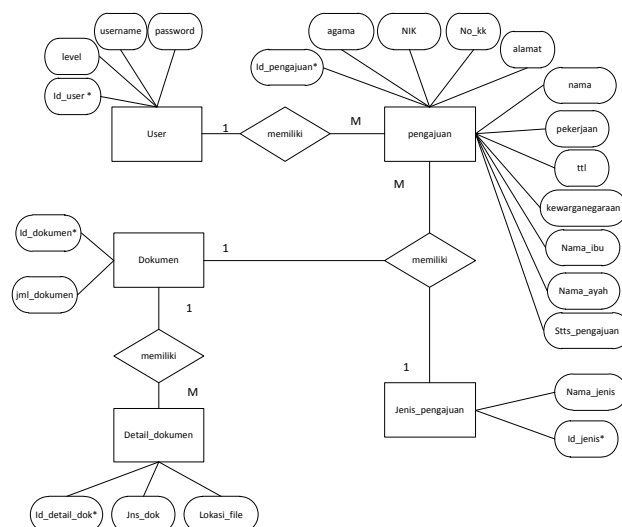 username
password
level
Id_user *
User
1
memiliki
M
agama
NIK
No_kk
alamat
Id_pengajuan*
pengajuan
nama
pekerjaan
ttl
kewarganegaraan
Nama_ibu
Nama_ayah
Stts_pengajuan
M
Id_dokumen*
jml_dokumen
Dokumen
1
memiliki
1
memiliki
M
1
Jenis_pengajuan
Nama_jenis
Id_jenis*
Detail_dokumen
Id_detail_dok*
Jns_dok
Lokasi_file